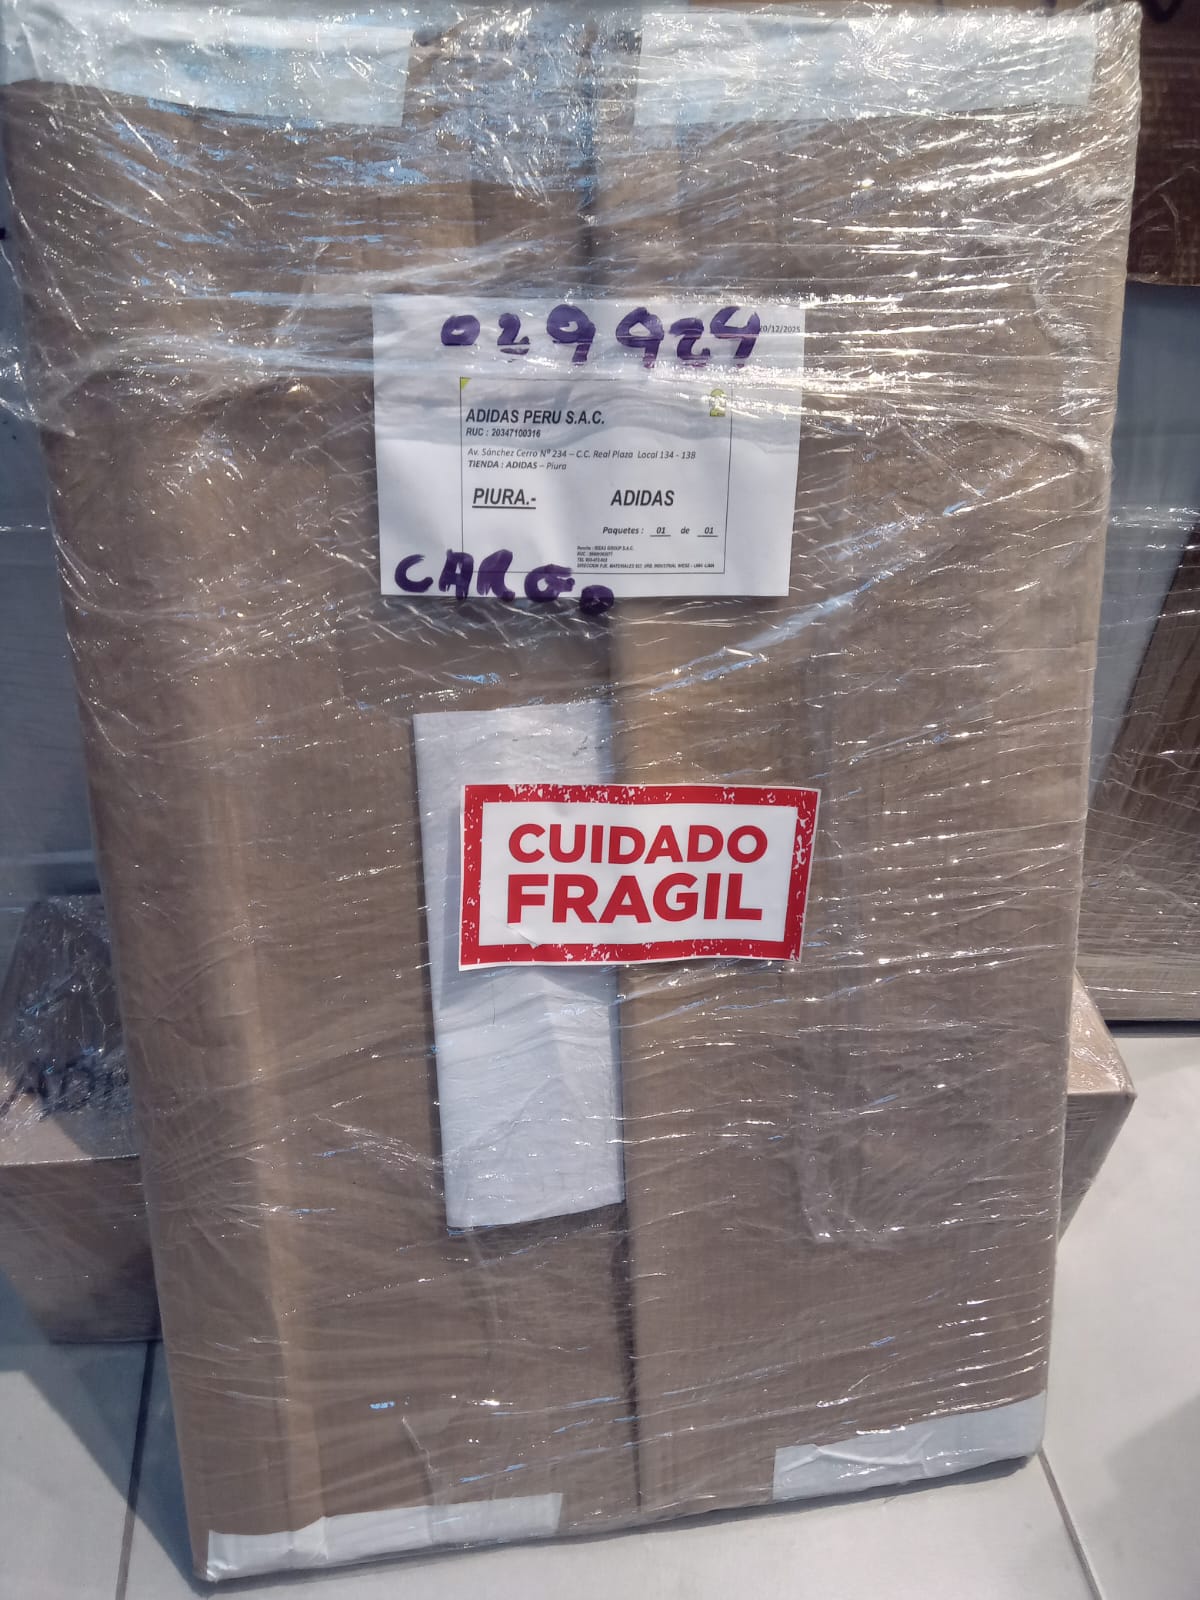 029924
20/12/2025
ADIDAS PERU S.A.C.
RUC : 20347100316
Av. Sánchez Cerro Nº 234 – C.C. Real Plaza Local 134 - 138
TIENDA : ADIDAS – Piura
PIURA.- ADIDAS
Paquetes : 01 de 01
CARGO
CUIDADO
FRAGIL